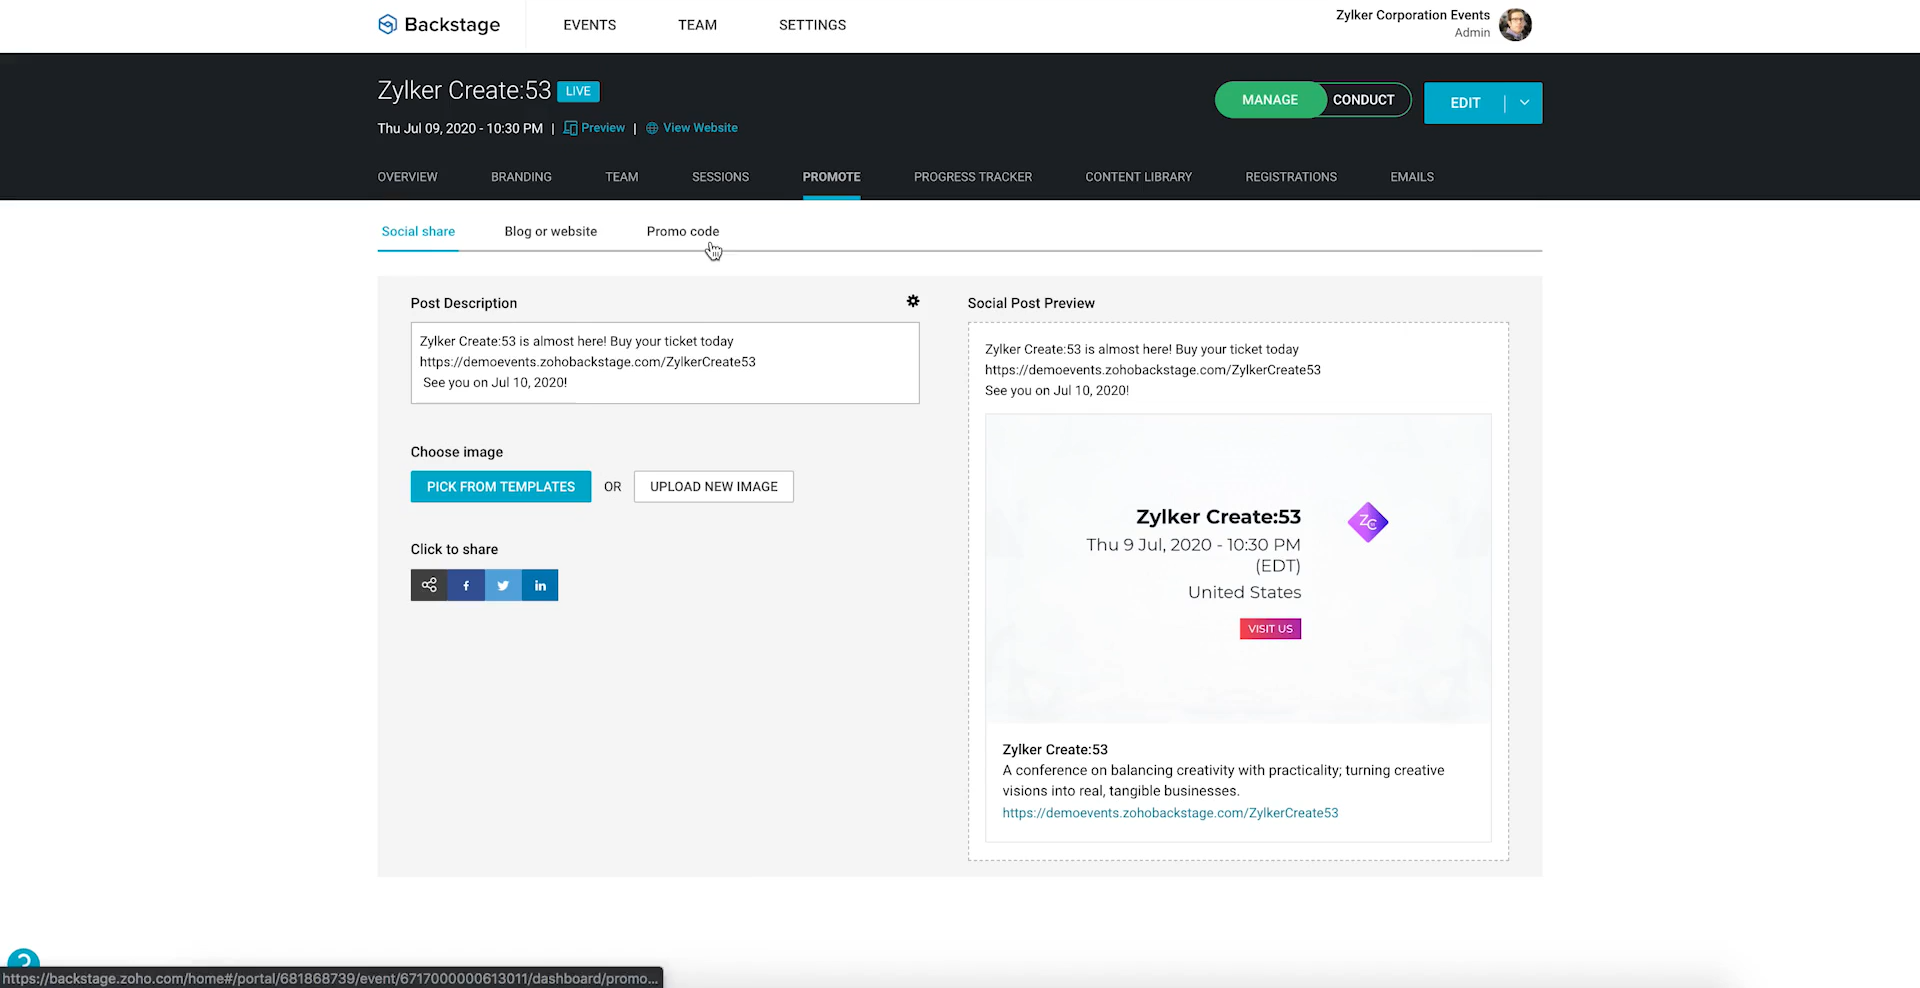 Backstage
EVENTS
TEAM
SETTINGS
Zylker Corporation Events
Admin
Zylker Create:53 LIVE
Thu Jul 09, 2020 - 10:30 PM | Preview | View Website
MANAGE
CONDUCT
EDIT
OVERVIEW
BRANDING
TEAM
SESSIONS
PROMOTE
PROGRESS TRACKER
CONTENT LIBRARY
REGISTRATIONS
EMAILS
Social share
Blog or website
Promo code
Post Description
Zylker Create:53 is almost here! Buy your ticket today
https://demoevents.zohobackstage.com/ZylkerCreate53
See you on Jul 10, 2020!
Choose image
PICK FROM TEMPLATES OR UPLOAD NEW IMAGE
Click to share
f
in
Social Post Preview
Zylker Create:53 is almost here! Buy your ticket today
https://demoevents.zohobackstage.com/ZylkerCreate53
See you on Jul 10, 2020!
Zylker Create:53
Thu 9 Jul, 2020 - 10:30 PM
(EDT)
United States
VISIT US
ZC
Zylker Create:53
A conference on balancing creativity with practicality; turning creative
visions into real, tangible businesses.
https://demoevents.zohobackstage.com/ZylkerCreate53
?
https://backstage.zoho.com/home#/portal/681868739/event/6717000000613011/dashboard/promo...